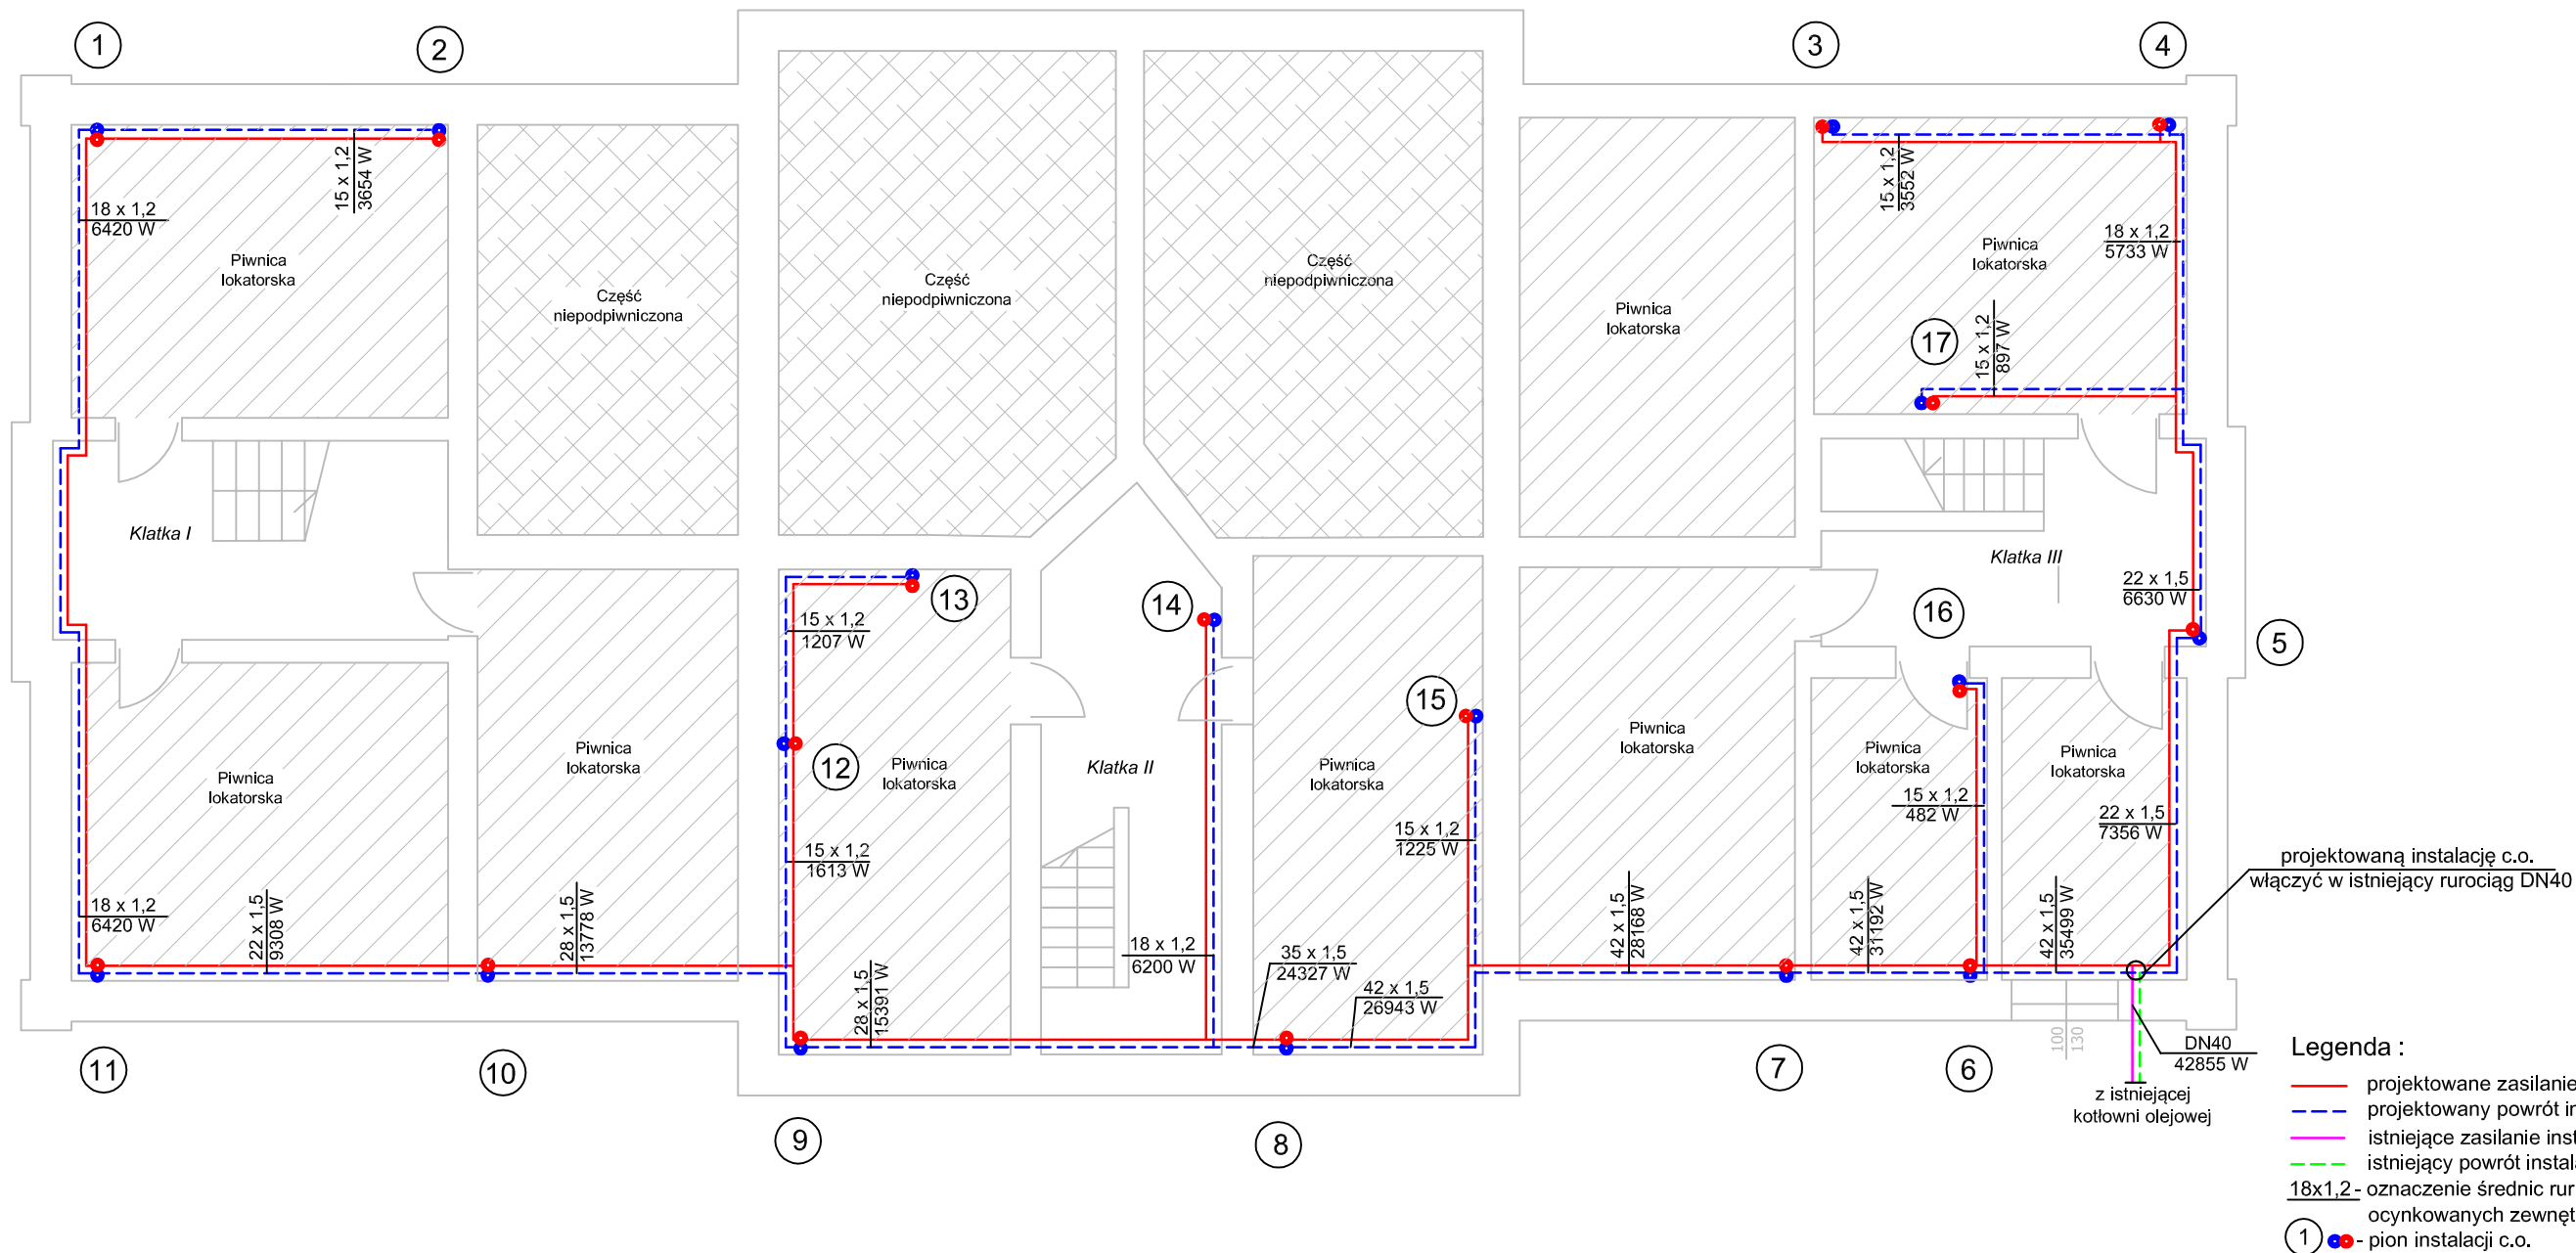 1
2
3
4
15 x 1,2
3654 W
18 x 1,2
6420 W
Piwnica
lokatorska
Część
niepodpiwniczona
Część
niepodpiwniczona
Część
niepodpiwniczona
Piwnica
lokatorska
15 x 1,2
3552 W
18 x 1,2
5733 W
Piwnica
lokatorska
17
15 x 1,2
897 W
Klatka I
Klatka III
22 x 1,5
6630 W
13
14
16
5
15 x 1,2
1207 W
15
12
Piwnica
lokatorska
Piwnica
lokatorska
Piwnica
lokatorska
Klatka II
Piwnica
lokatorska
Piwnica
lokatorska
Piwnica
lokatorska
Piwnica
lokatorska
15 x 1,2
482 W
22 x 1,5
7356 W
15 x 1,2
1225 W
15 x 1,2
1613 W
projektowaną instalację c.o.
włączyć w istniejący rurociąg DN40
18 x 1,2
6420 W
22 x 1,5
9308 W
28 x 1,5
13778 W
28 x 1,5
15391 W
18 x 1,2
6200 W
35 x 1,5
24327 W
42 x 1,5
26943 W
42 x 1,5
28168 W
42 x 1,5
31192 W
42 x 1,5
35499 W
100
130
DN40
42855 W
z istniejącej
kotłowni olejowej
11
10
9
8
7
6
Legenda :
projektowane zasilanie
projektowany powrót
istniejące zasilanie
istniejący powrót
18x1,2 - oznaczenie średnic rur
ocynkowanych
1 - pion instalacji c.o.